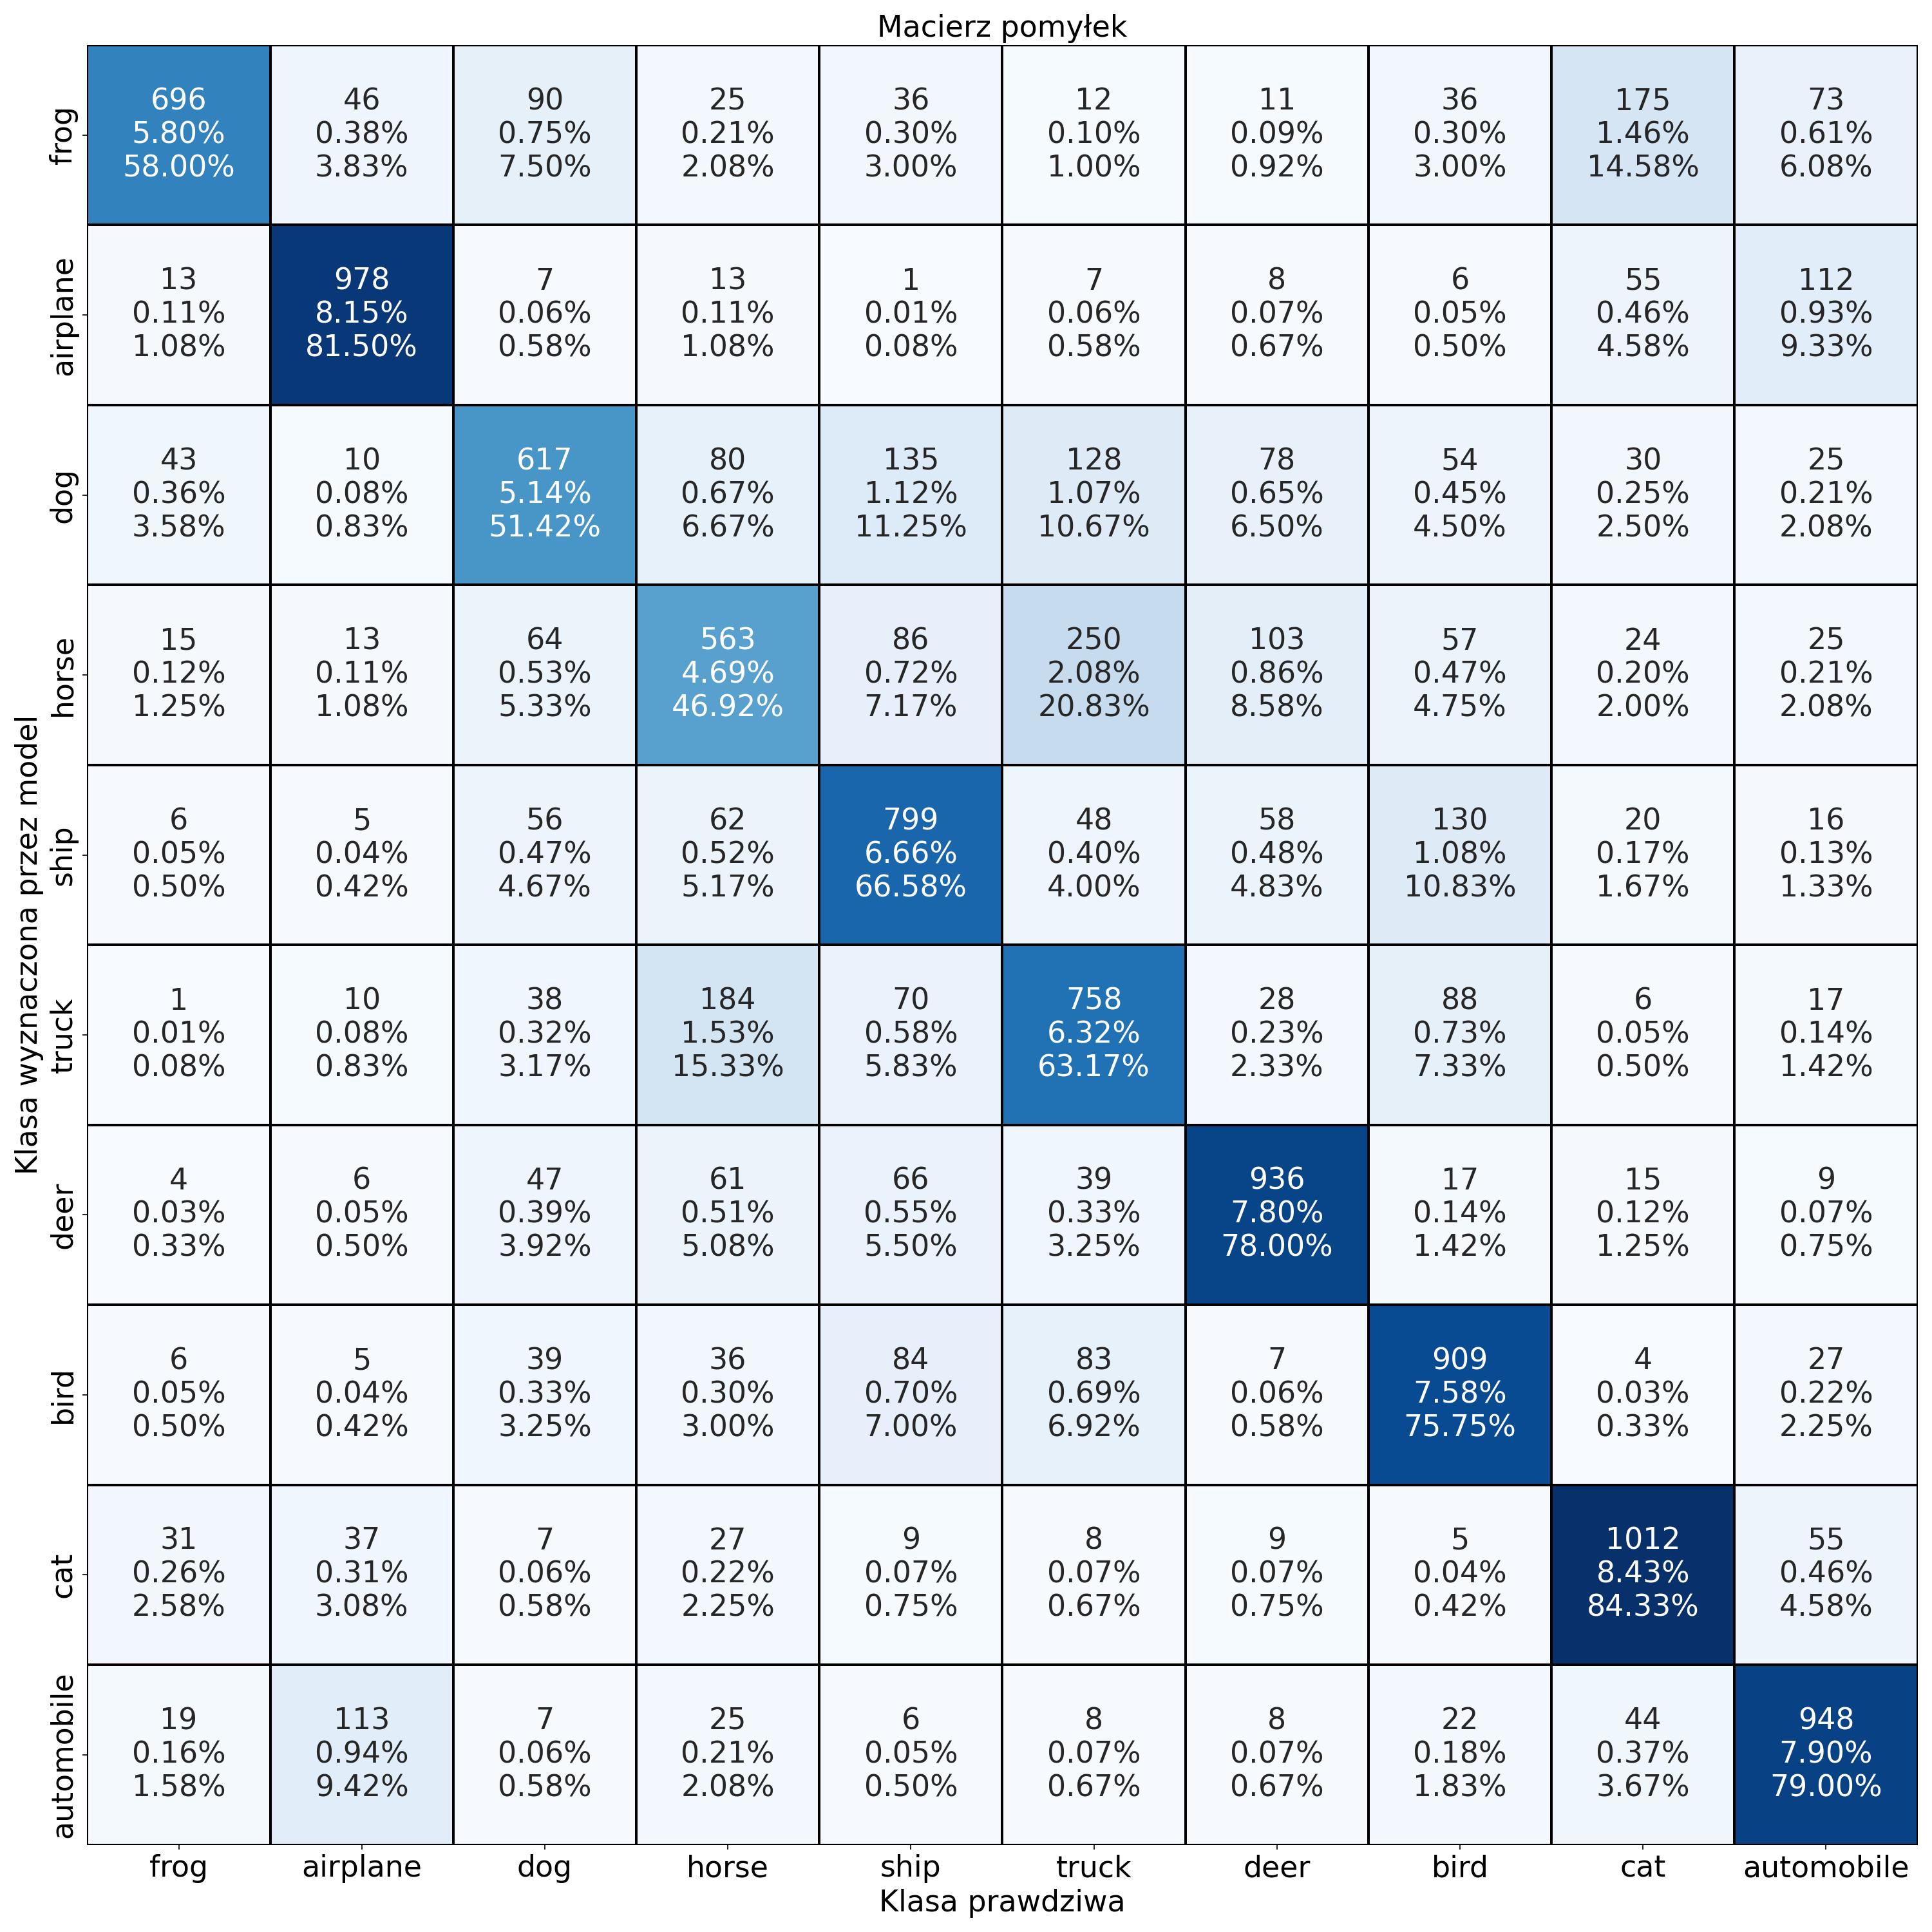 Macierz pomyłek
Klasa wyznaczona przez model
frog
696 46 90 25 36 12 11 36 175 73
5.80% 0.38% 0.75% 0.21% 0.30% 0.10% 0.09% 0.30% 1.46% 0.61%
58.00% 3.83% 7.50% 2.08% 3.00% 1.00% 0.92% 3.00% 14.58% 6.08%
airplane
13 978 7 13 1 7 8 6 55 112
0.11% 8.15% 0.06% 0.11% 0.01% 0.06% 0.07% 0.05% 0.46% 0.93%
1.08% 81.50% 0.58% 1.08% 0.08% 0.58% 0.67% 0.50% 4.58% 9.33%
dog
43 10 617 80 135 128 78 54 30 25
0.36% 0.08% 5.14% 0.67% 1.12% 1.07% 0.65% 0.45% 0.25% 0.21%
3.58% 0.83% 51.42% 6.67% 11.25% 10.67% 6.50% 4.50% 2.50% 2.08%
horse
15 13 64 563 86 250 103 57 24 25
0.12% 0.11% 0.53% 4.69% 0.72% 2.08% 0.86% 0.47% 0.20% 0.21%
1.25% 1.08% 5.33% 46.92% 7.17% 20.83% 8.58% 4.75% 2.00% 2.08%
ship
6 5 56 62 799 48 58 130 20 16
0.05% 0.04% 0.47% 0.52% 6.66% 0.40% 0.48% 1.08% 0.17% 0.13%
0.50% 0.42% 4.67% 5.17% 66.58% 4.00% 4.83% 10.83% 1.67% 1.33%
truck
1 10 38 184 70 758 28 88 6 17
0.01% 0.08% 0.32% 1.53% 0.58% 6.32% 0.23% 0.73% 0.05% 0.14%
0.08% 0.83% 3.17% 15.33% 5.83% 63.17% 2.33% 7.33% 0.50% 1.42%
deer
4 6 47 61 66 39 936 17 15 9
0.03% 0.05% 0.39% 0.51% 0.55% 0.33% 7.80% 0.14% 0.12% 0.07%
0.33% 0.50% 3.92% 5.08% 5.50% 3.25% 78.00% 1.42% 1.25% 0.75%
bird
6 5 39 36 84 83 7 909 4 27
0.05% 0.04% 0.33% 0.30% 0.70% 0.69% 0.06% 7.58% 0.03% 0.22%
0.50% 0.42% 3.25% 3.00% 7.00% 6.92% 0.58% 75.75% 0.33% 2.25%
cat
31 37 7 27 9 8 9 5 1012 55
0.26% 0.31% 0.06% 0.22% 0.07% 0.07% 0.07% 0.04% 8.43% 0.46%
2.58% 3.08% 0.58% 2.25% 0.75% 0.67% 0.75% 0.42% 84.33% 4.58%
automobile
19 113 7 25 6 8 8 22 44 948
0.16% 0.94% 0.06% 0.21% 0.05% 0.07% 0.07% 0.18% 0.37% 7.90%
1.58% 9.42% 0.58% 2.08% 0.50% 0.67% 0.67% 1.83% 3.67% 79.00%
frog airplane dog horse ship truck deer bird cat automobile
Klasa prawdziwa